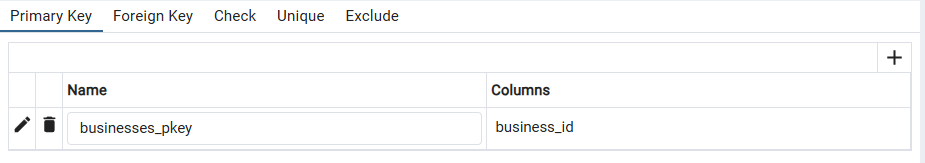 Primary Key Foreign Key Check Unique Exclude
Name Columns
businesses_pkey business_id